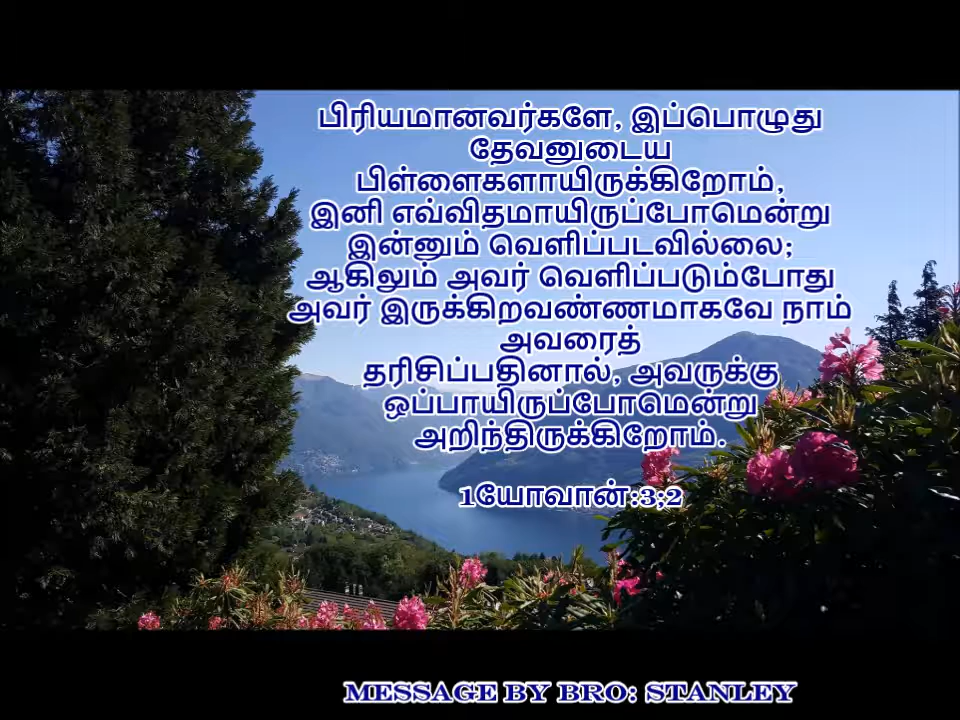 பிரியமானவர்களே, இப்பொழுது
தேவனுடைய
பிள்ளைகளாயிருக்கிறோம்,
இனி எவ்விதமாயிருப்போமென்று
இன்னும் வெளிப்படவில்லை;
ஆகிலும் அவர் வெளிப்படும்போது
அவர் இருக்கிறவண்ணமாகவே நாம்
அவரைத்
தரிசிப்பதினால், அவருக்கு
ஒப்பாயிருப்போமென்று
அறிந்திருக்கிறோம்.
1யோவான்:3;2
MESSAGE BY BRO: STANLEY